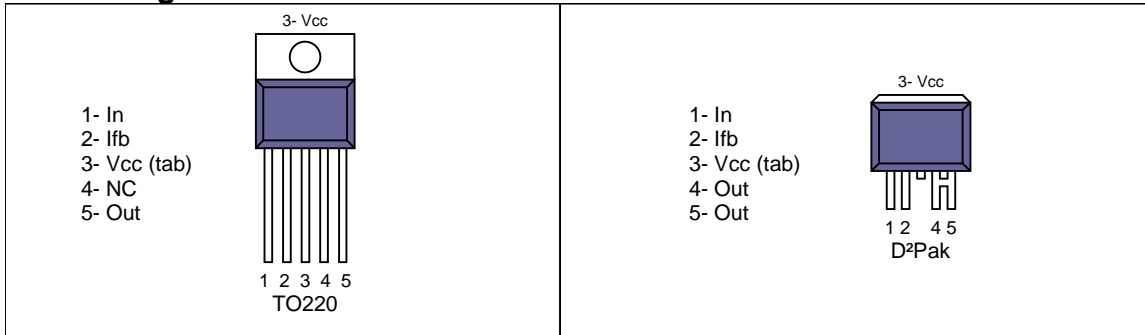 3- Vcc
1- In
2- Ifb
3- Vcc (tab)
4- NC
5- Out
1 2 3 4 5
TO220
3- Vcc
1- In
2- Ifb
3- Vcc (tab)
4- Out
5- Out
1 2 4 5
D²Pak